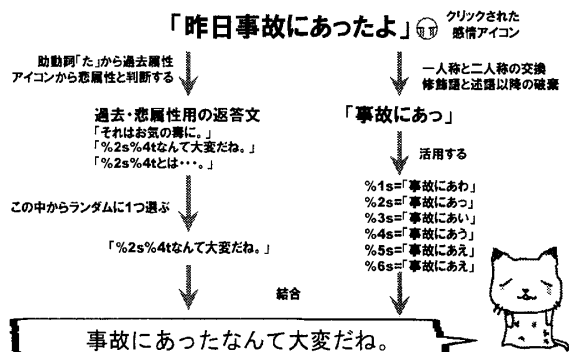 「昨日事故にあったよ」
クリックされた
感情アイコン
助動詞「た」から過去属性
アイコンから悲属性と判断する
一人称と二人称の交換
修飾語と述語以降の破棄
過去・悲属性用の返答文
「それはお気の毒に。」
「%2s%4tなんて大変だね。」
「%2s%4tとは・・・。」
「事故にあっ」
活用する
この中からランダムに1つ選ぶ
%1s=「事故にあわ」
%2s=「事故にあっ」
%3s=「事故にあい」
%4s=「事故にあう」
%5s=「事故にあえ」
%6s=「事故にあえ」
「%2s%4tなんて大変だね。」
結合
事故にあったなんて大変だね。